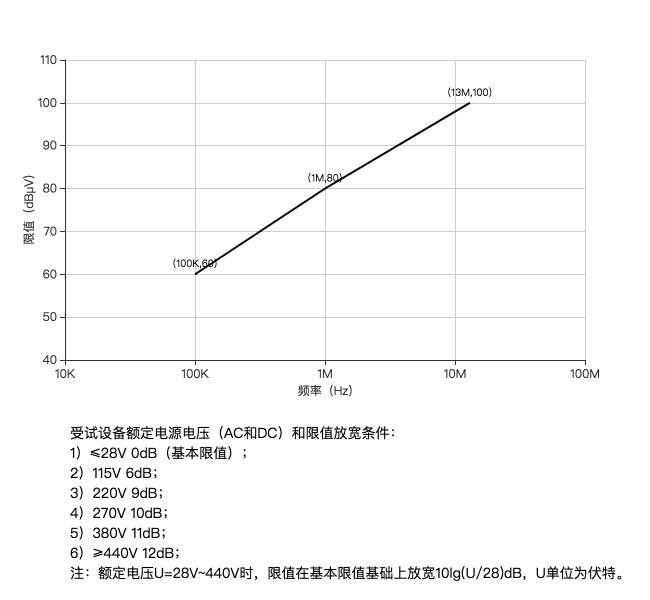 110
(13M,100)
100
90
(1M,80)
80
70
(100K,60)
60
50
40
限值（dBμV）
10K 100K 1M 10M 100M
频率（Hz）
受试设备额定电源电压（AC和DC）和限值放宽条件：
1）≤28V 0dB（基本限值）；
2）115V 6dB；
3）220V 9dB；
4）270V 10dB；
5）380V 11dB；
6）≥440V 12dB；
注：额定电压U=28V~440V时，限值在基本限值基础上放宽10lg(U/28)dB，U单位为伏特。